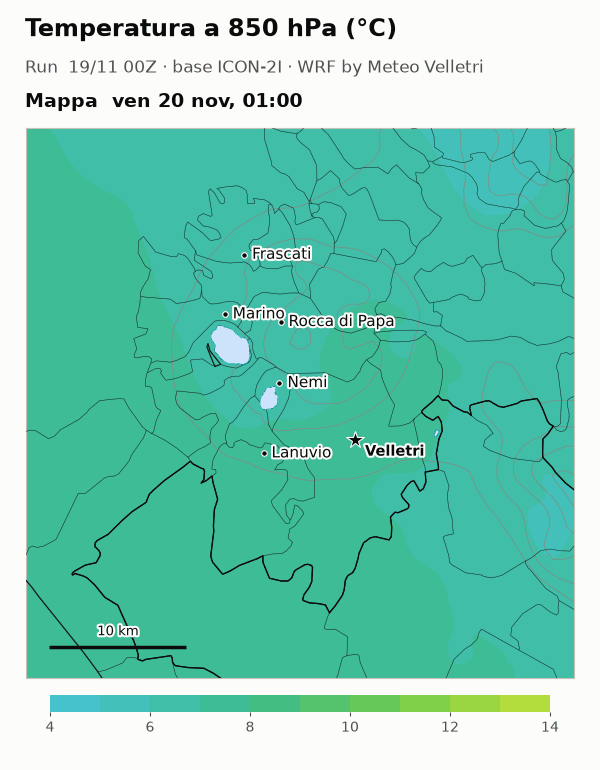 Temperatura a 850 hPa (°C)
Run  19/11 00Z · base ICON-2I · WRF by Meteo Velletri
Mappa  ven 20 nov, 01:00
Frascati
Marino
Rocca di Papa
Nemi
Velletri
Lanuvio
10 km
4 6 8 10 12 14